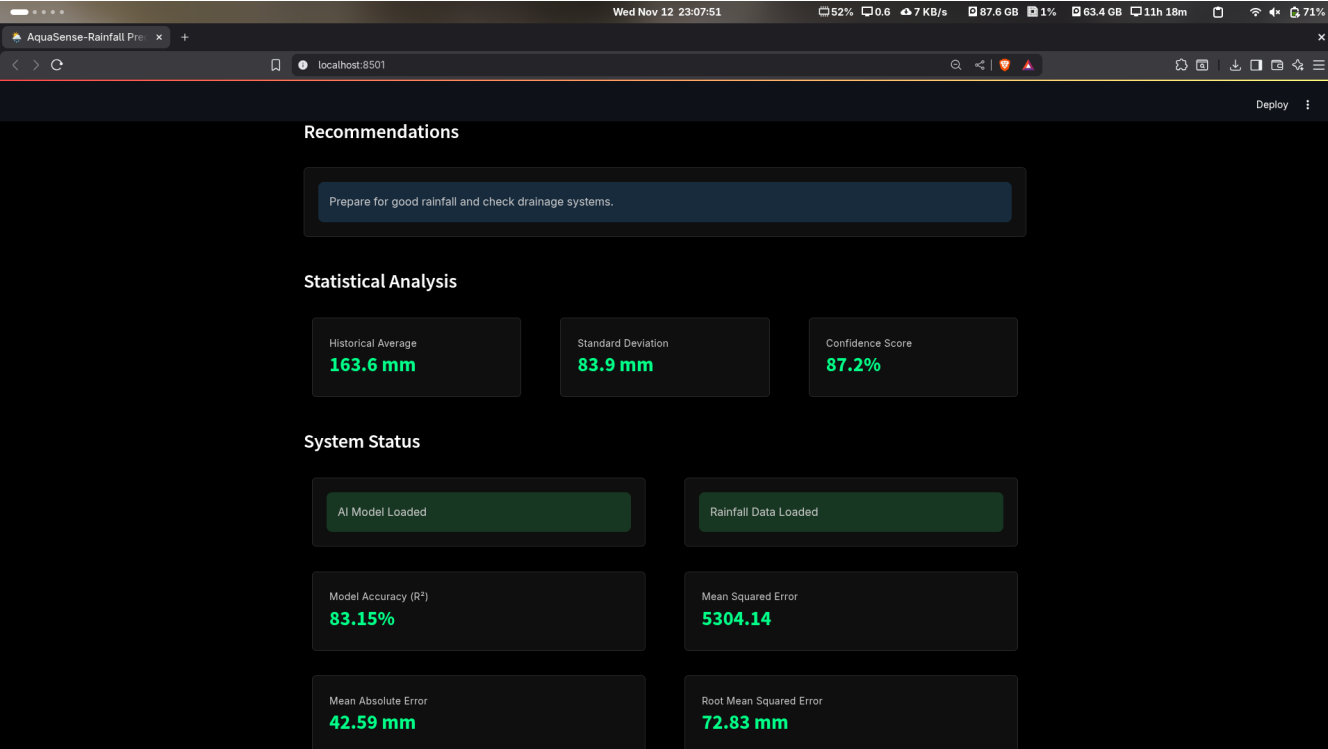 Wed Nov 12 23:07:51
52% 0.6 7 KB/s 87.6 GB 1% 63.4 GB 11h 18m 71%
AquaSense-Rainfall Pre
localhost:8501
Deploy
Recommendations
Prepare for good rainfall and check drainage systems.
Statistical Analysis
Historical Average
163.6 mm
Standard Deviation
83.9 mm
Confidence Score
87.2%
System Status
AI Model Loaded
Rainfall Data Loaded
Model Accuracy (R²)
83.15%
Mean Squared Error
5304.14
Mean Absolute Error
42.59 mm
Root Mean Squared Error
72.83 mm